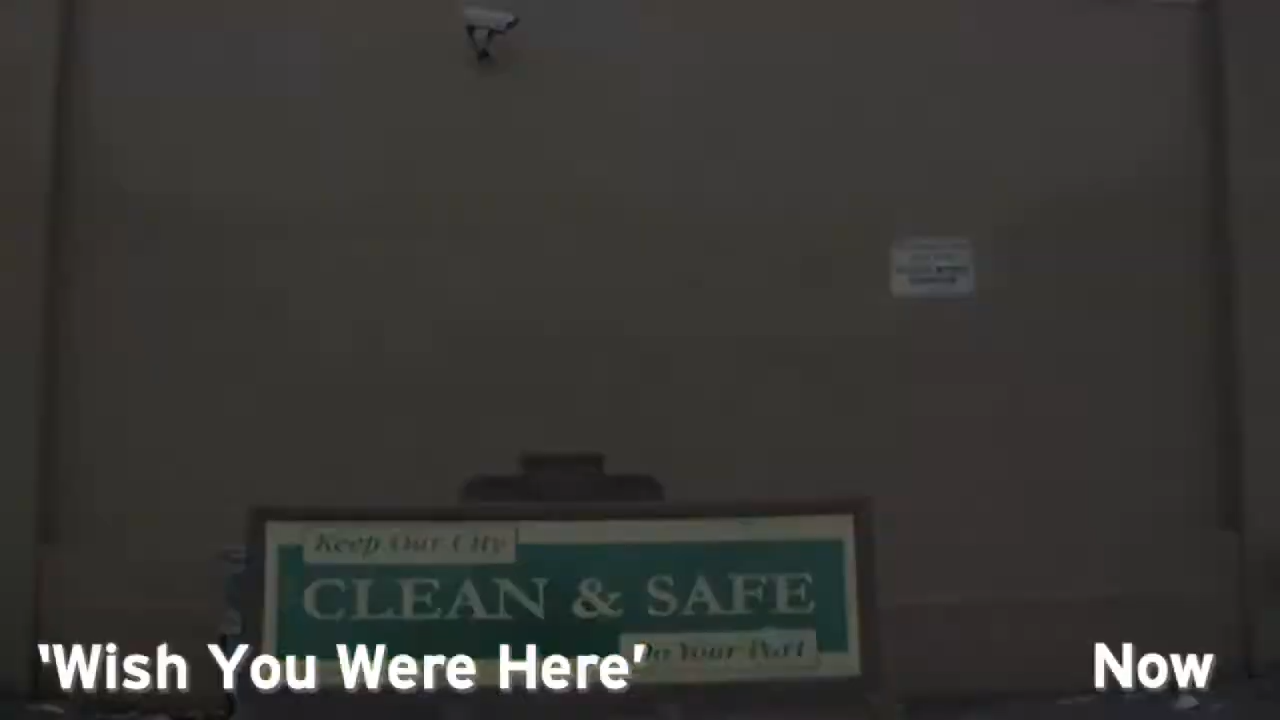 Keep Our City
CLEAN & SAFE
Do Your Part
'Wish You Were Here'
Now